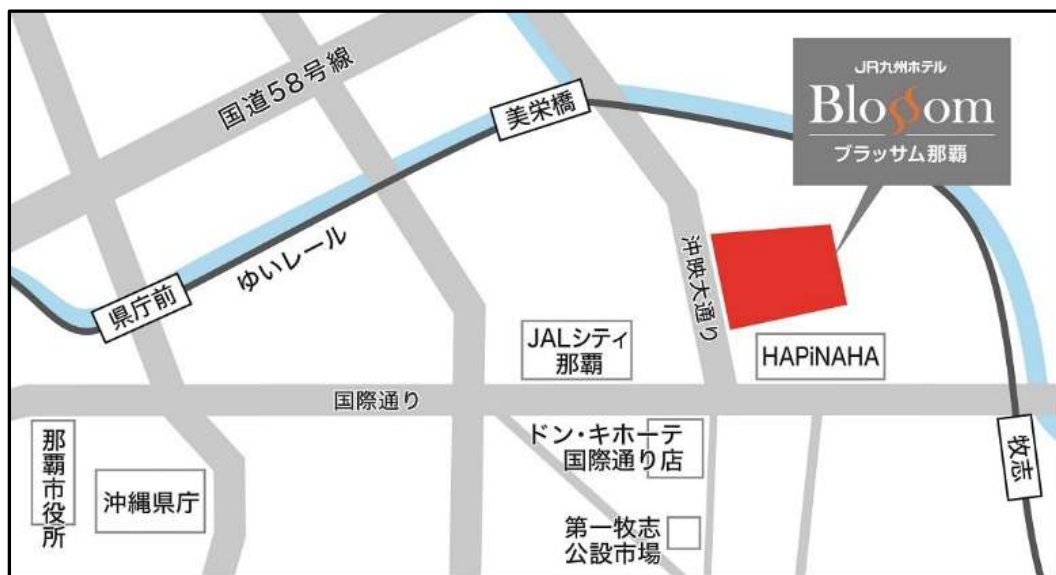 国道58号線
美栄橋
JR九州ホテル
Blossom
ブラッサム那覇
県庁前
ゆいレール
沖映大通り
JALシティ
那覇
HAPiNAHA
国際通り
那覇市役所
沖縄県庁
ドン・キホーテ
国際通り店
牧志
第一牧志
公設市場